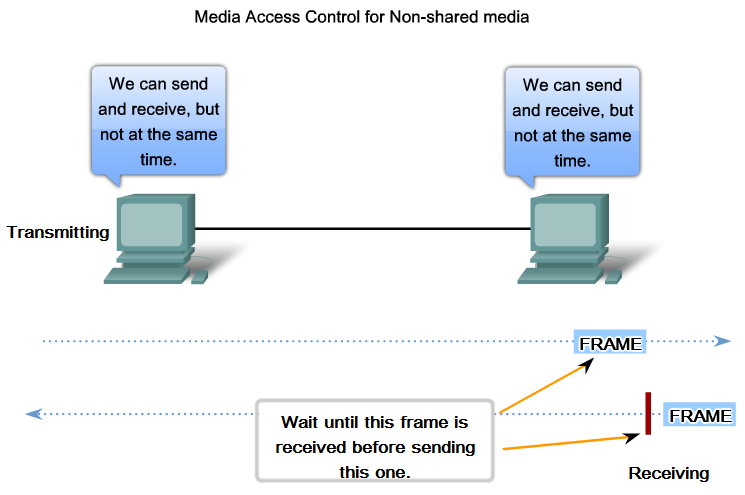 Media Access Control for Non-shared media
We can send
and receive, but
not at the same
time.
We can send
and receive, but
not at the same
time.
Transmitting
FRAME
FRAME
Wait until this frame is
received before sending
this one.
Receiving